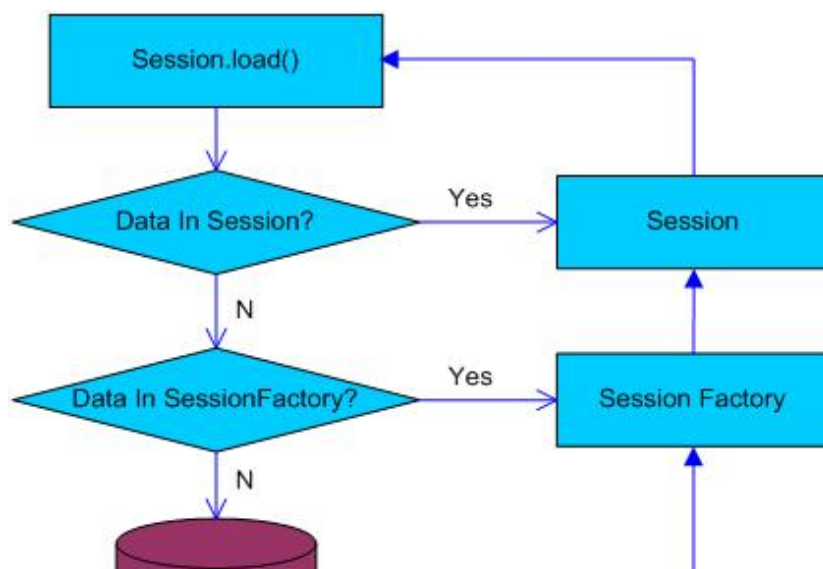 Session.load()
Data In Session?
Yes
Session
N
Data In SessionFactory?
Yes
Session Factory
N